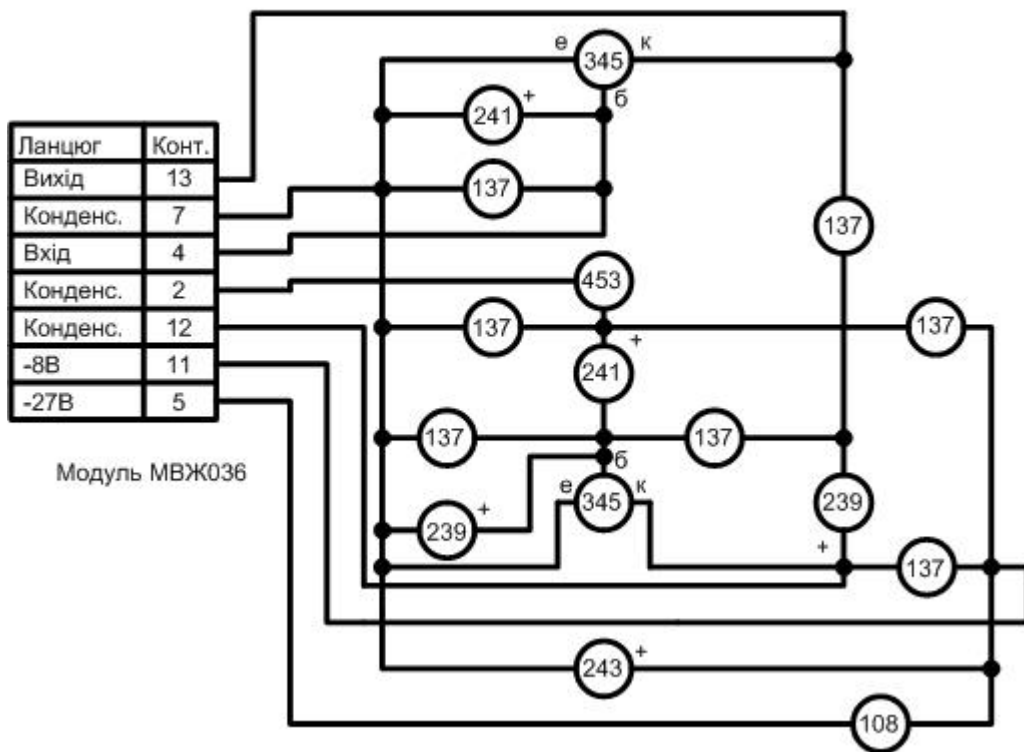 Ланцюг Конт.
Вихід 13
Конденс. 7
Вхід 4
Конденс. 2
Конденс. 12
-8В 11
-27В 5
Модуль МВЖ036
е 345 к
б
241 +
137
137
453
137 137
+
241
137 137
б
е 345 к
239 +
239
+
137
243 +
108